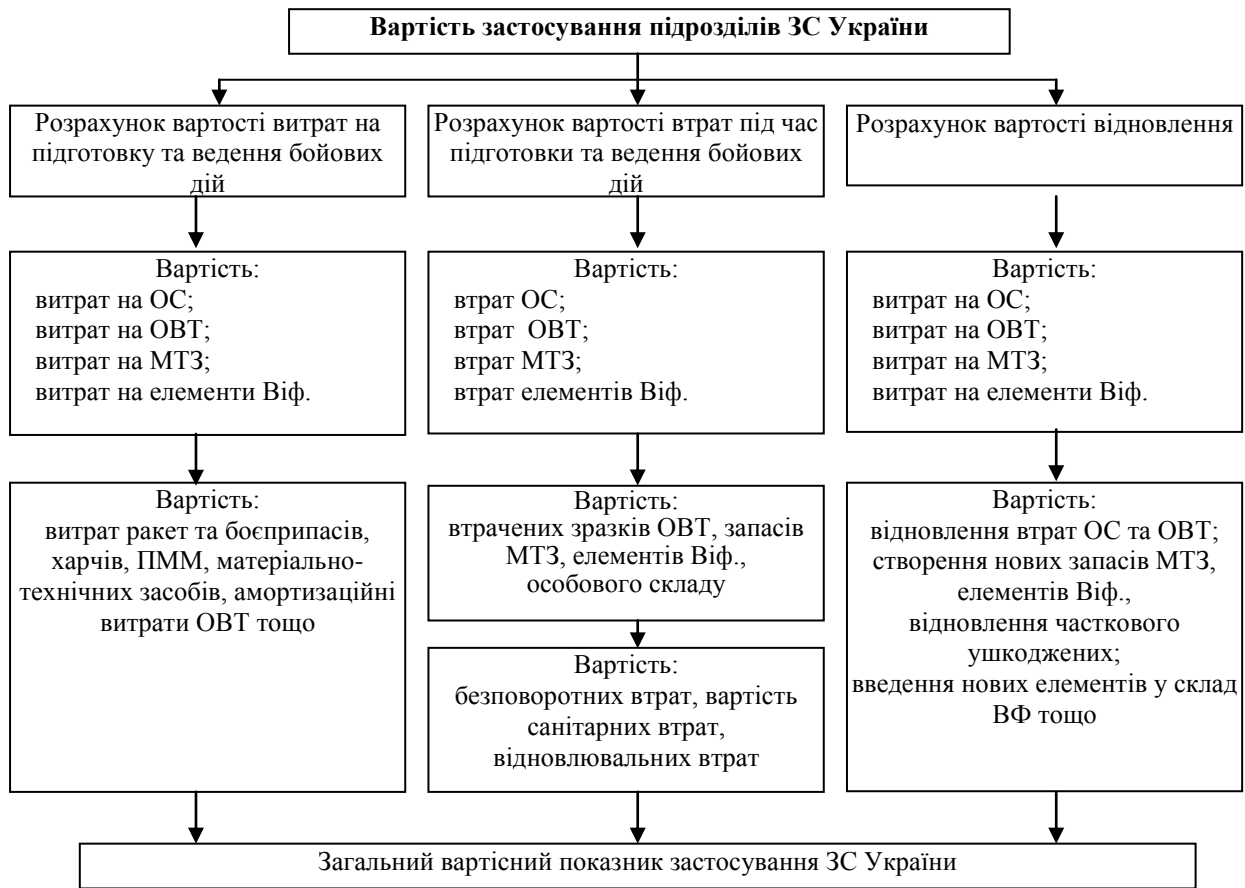 Вартість застосування підрозділів ЗС України
Розрахунок вартості витрат на
підготовку та ведення бойових
дій
Розрахунок вартості втрат під час
підготовки та ведення бойових
дій
Розрахунок вартості відновлення
Вартість:
витрат на ОС;
витрат на ОВТ;
витрат на МТЗ;
витрат на елементи Віф.
Вартість:
втрат ОС;
втрат ОВТ;
втрат МТЗ;
втрат елементів Віф.
Вартість:
витрат на ОС;
витрат на ОВТ;
витрат на МТЗ;
витрат на елементи Віф.
Вартість:
витрат ракет та боєприпасів,
харчів, ПММ, матеріально-
технічних засобів, амортизаційні
витрати ОВТ тощо
Вартість:
втрачених зразків ОВТ, запасів
МТЗ, елементів Віф.,
особового складу
Вартість:
безповоротних втрат, вартість
санітарних втрат,
відновлювальних втрат
Вартість:
відновлення втрат ОС та ОВТ;
створення нових запасів МТЗ,
елементів Віф.,
відновлення часткового
ушкоджених;
введення нових елементів у склад
ВФ тощо
Загальний вартісний показник застосування ЗС України